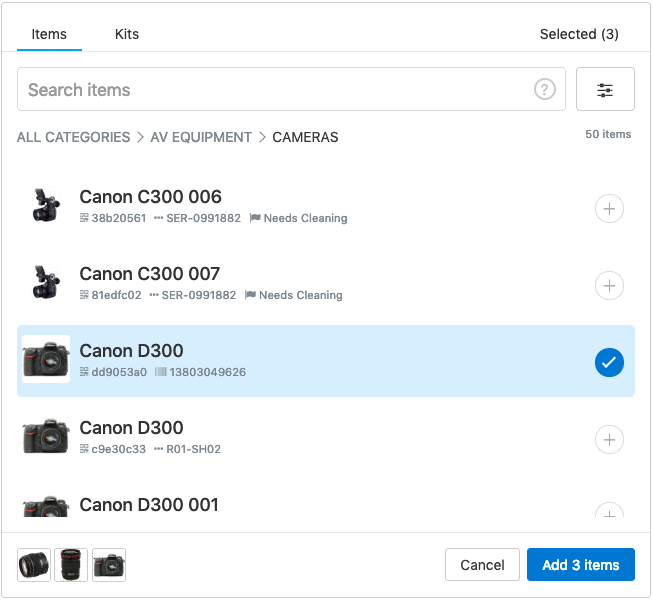 Items Kits Selected (3)
Search items ?
ALL CATEGORIES > AV EQUIPMENT > CAMERAS 50 items
Canon C300 006
38b20561 ••• SER-0991882 Needs Cleaning
Canon C300 007
81edfc02 ••• SER-0991882 Needs Cleaning
Canon D300
dd9053a0 13803049626
Canon D300
c9e30c33 ••• R01-SH02
Canon D300 001
Cancel Add 3 items